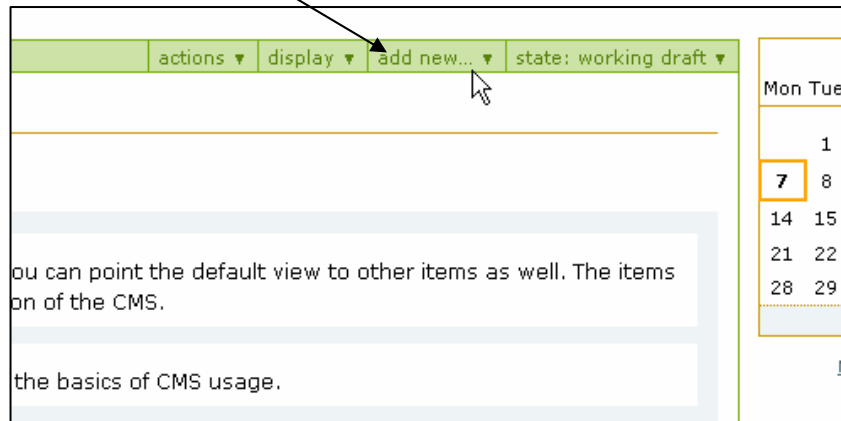 actions ▼ display ▼ add new... ▼ state: working draft ▼
Mon Tue
1
7 8
14 15
21 22
28 29
ou can point the default view to other items as well. The items
on of the CMS.
the basics of CMS usage.